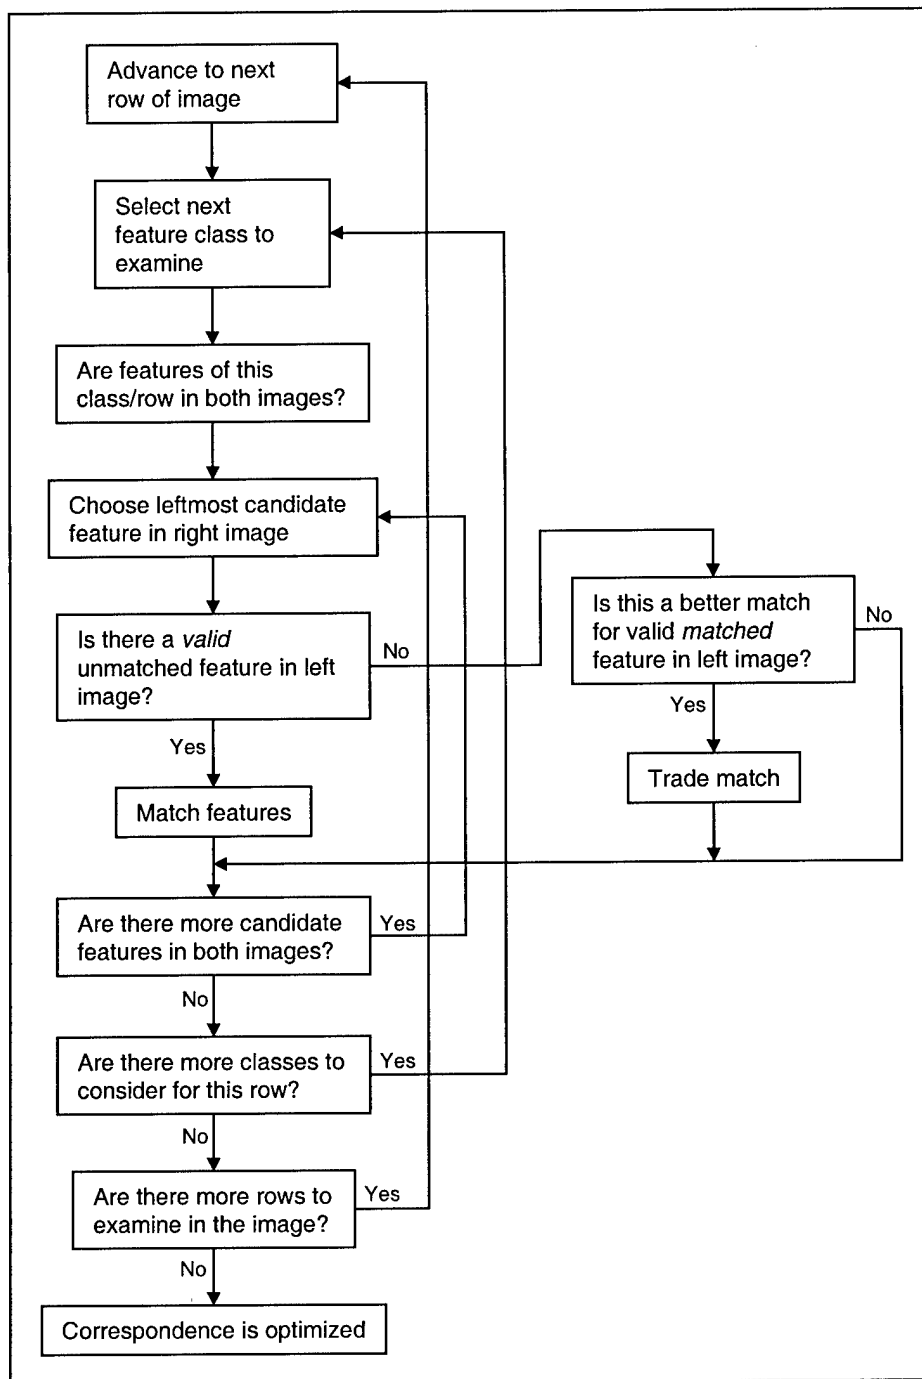 Advance to next
row of image
Select next
feature class to
examine
Are features of this
class/row in both images?
Choose leftmost candidate
feature in right image
Is there a valid
unmatched feature in left
image?
No
Is this a better match
for valid matched
feature in left image?
No
Yes
Trade match
Yes
Match features
Are there more candidate
features in both images?
Yes
No
Are there more classes to
consider for this row?
Yes
No
Are there more rows to
examine in the image?
Yes
No
Correspondence is optimized